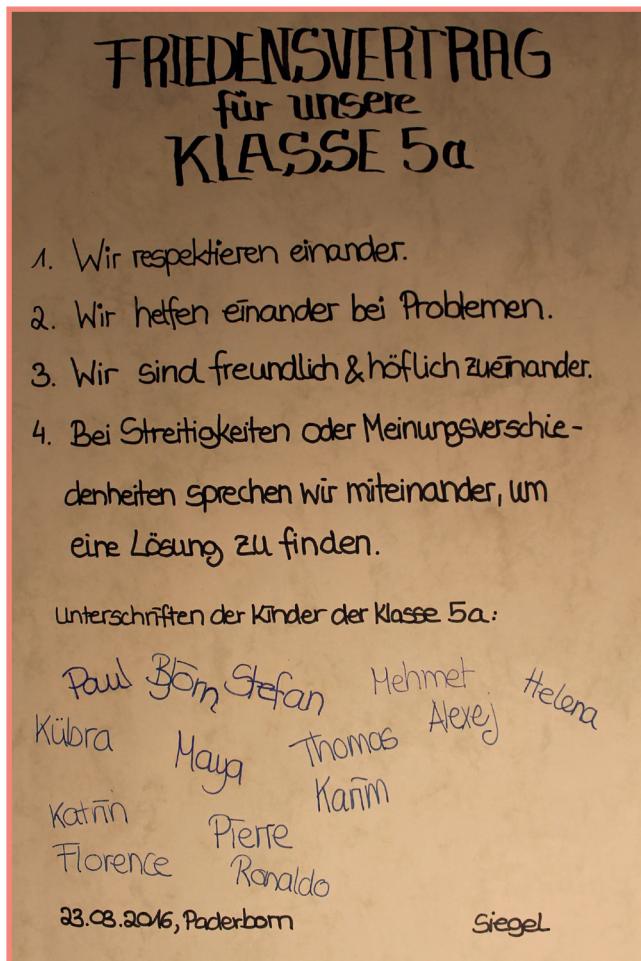 FRIEDENSVERTRAG
für unsere
KLASSE 5a
1. Wir respektieren einander.
2. Wir helfen einander bei Problemen.
3. Wir sind freundlich & höflich zueinander.
4. Bei Streitigkeiten oder Meinungsverschie-
denheiten sprechen wir miteinander, um
eine Lösung zu finden.
Unterschriften der Kinder der Klasse 5a:
Paul Björn Stefan Mehmet Helena
Kübra Maya Thomas Alexej
Karim
Katrin Pierre
Florence Ronaldo
23.08.2016, Paderborn Siegel